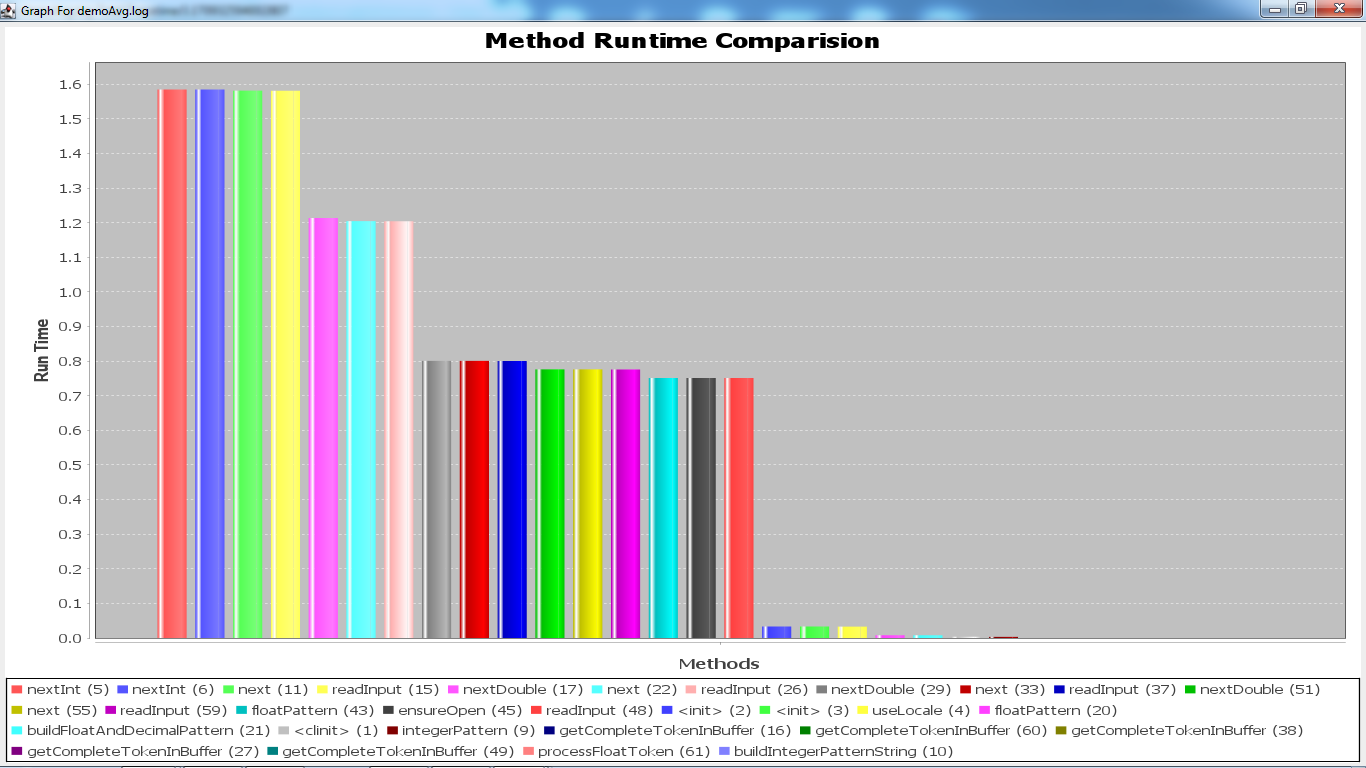 Graph For demoAvg.log
Method Runtime Comparision
1.6
1.5
1.4
1.3
1.2
1.1
1.0
0.9
0.8
0.7
0.6
0.5
0.4
0.3
0.2
0.1
0.0
Run Time
Methods
nextInt (5) nextInt (6) next (11) readInput (15) nextDouble (17) next (22) readInput (26) nextDouble (29) next (33) readInput (37) nextDouble (51)
next (55) readInput (59) floatPattern (43) ensureOpen (45) readInput (48) <init> (2) <init> (3) useLocale (4) floatPattern (20)
buildFloatAndDecimalPattern (21) <clinit> (1) integerPattern (9) getCompleteTokenInBuffer (16) getCompleteTokenInBuffer (60) getCompleteTokenInBuffer (38)
getCompleteTokenInBuffer (27) getCompleteTokenInBuffer (49) processFloatToken (61) buildIntegerPatternString (10)